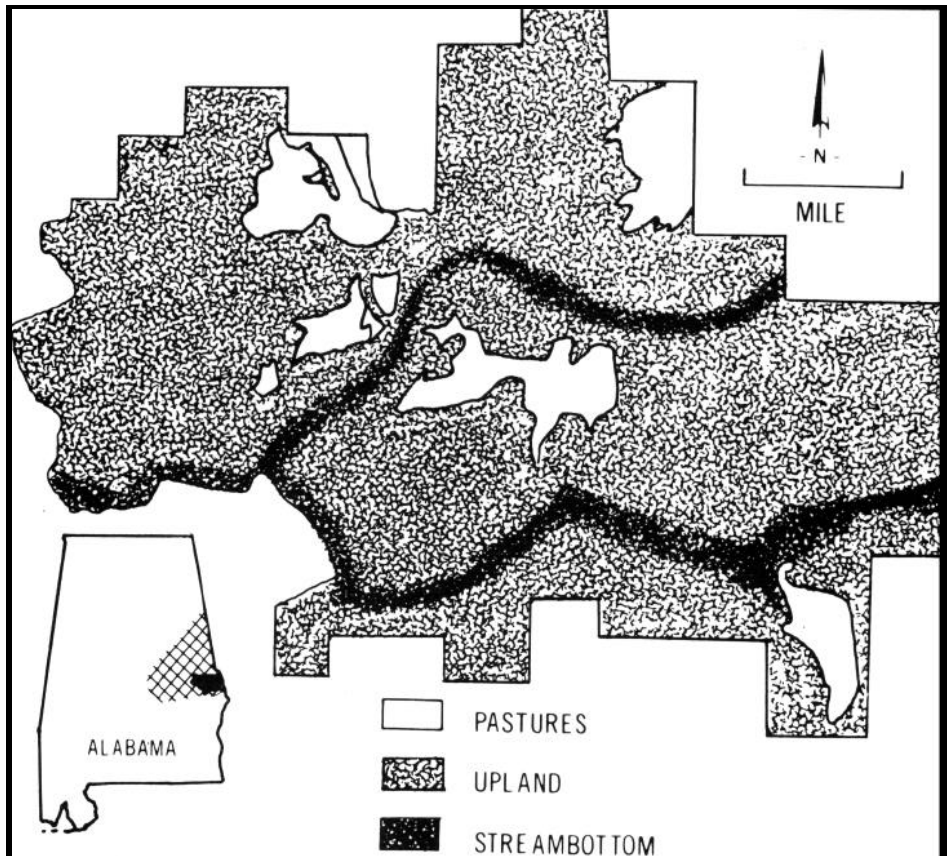 - N -
MILE
ALABAMA
PASTURES
UPLAND
STREAMBOTTOM